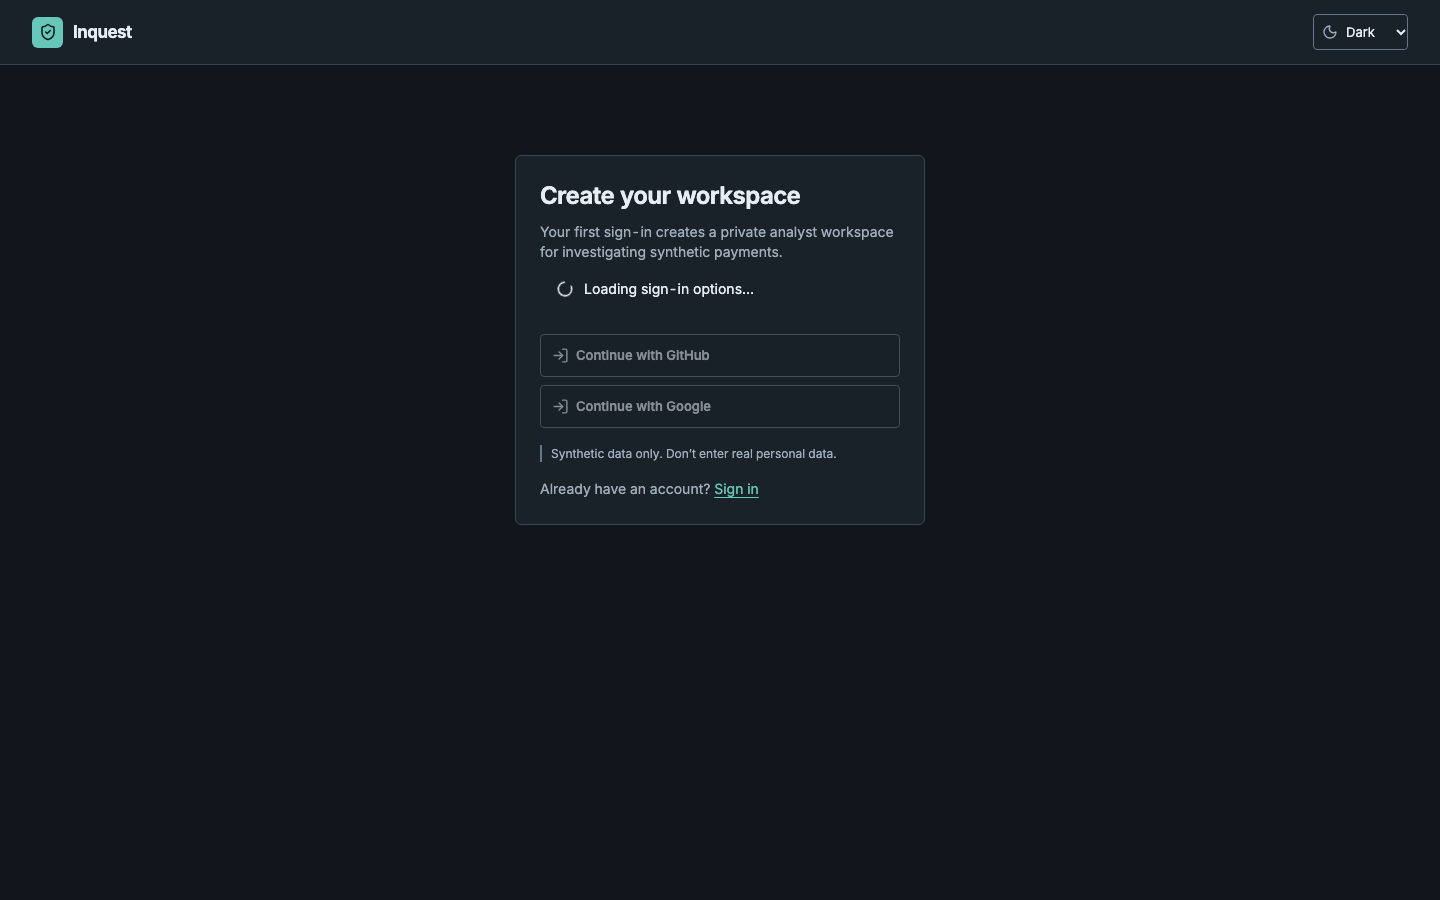 Inquest
Dark
Create your workspace
Your first sign-in creates a private analyst workspace
for investigating synthetic payments.
Loading sign-in options...
Continue with GitHub
Continue with Google
Synthetic data only. Don’t enter real personal data.
Already have an account? Sign in